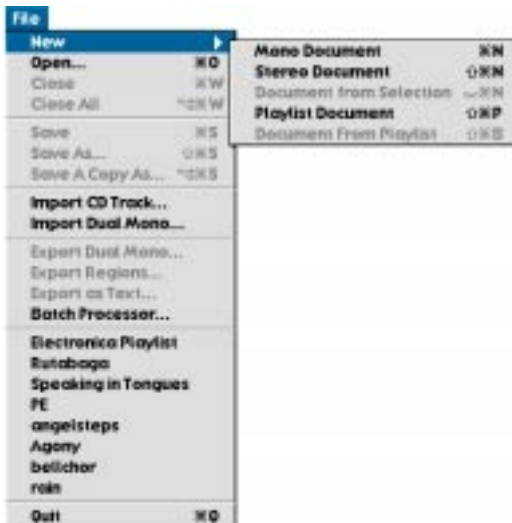 File
New
Open... ⌘O
Close ⌘W
Close All ⌥⌘W
Save ⌘S
Save As... ⇧⌘S
Save A Copy As... ⌥⌘S
Import CD Track...
Import Dual Mono...
Export Dual Mono...
Export Regions...
Export as Text...
Batch Processor...
Electronica Playlist
Rutabaga
Speaking in Tongues
PE
angelsteps
Agony
bellchor
rain
Quit ⌘Q
Mono Document ⌘N
Stereo Document ⇧⌘N
Document from Selection ⌘N
Playlist Document ⇧⌘P
Document From Playlist